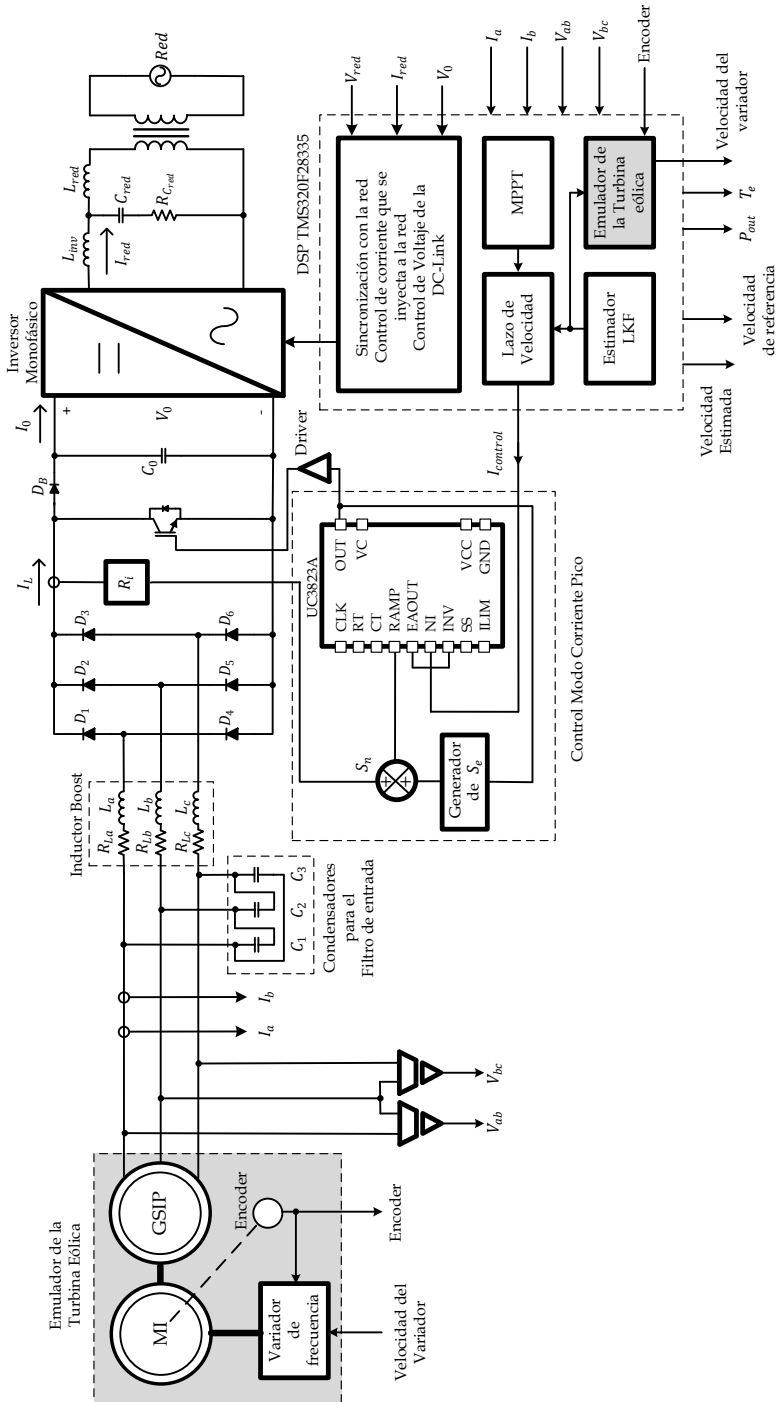 Emulador de la
Turbina Eólica
MI
GSIP
Encoder
Variador
de
frecuencia
Encoder
Velocidad del
Variador
V_ab
V_bc
I_a
I_b
Condensadores
para el
Filtro de entrada
C_1
C_2
C_3
Inductor Boost
R_La
L_a
R_Lb
L_b
R_Lc
L_c
D_1
D_2
D_3
D_4
D_5
D_6
I_L
R_i
D_B
I_0
C_0
+
V_0
-
Driver
Inversor
Monofásico
L_inv
L_red
I_red
C_red
R_C_red
Red
S_n
+
+
Generador
de S_e
UC3823A
CLK
RT
CT
RAMP
EAOUT
NI
INV
SS
ILIM
OUT
VC
VCC
GND
Control Modo Corriente Pico
I_control
DSP TMS320F28335
Sincronización con la red
Control de corriente que se
inyecta a la red
Control de Voltaje de la
DC-Link
V_red
I_red
V_0
Lazo de
Velocidad
MPPT
Estimador
LKF
Emulador de
la Turbina
eólica
I_a
I_b
V_ab
V_bc
Encoder
Velocidad
Estimada
Velocidad
de referencia
P_out
T_e
Velocidad del
variador